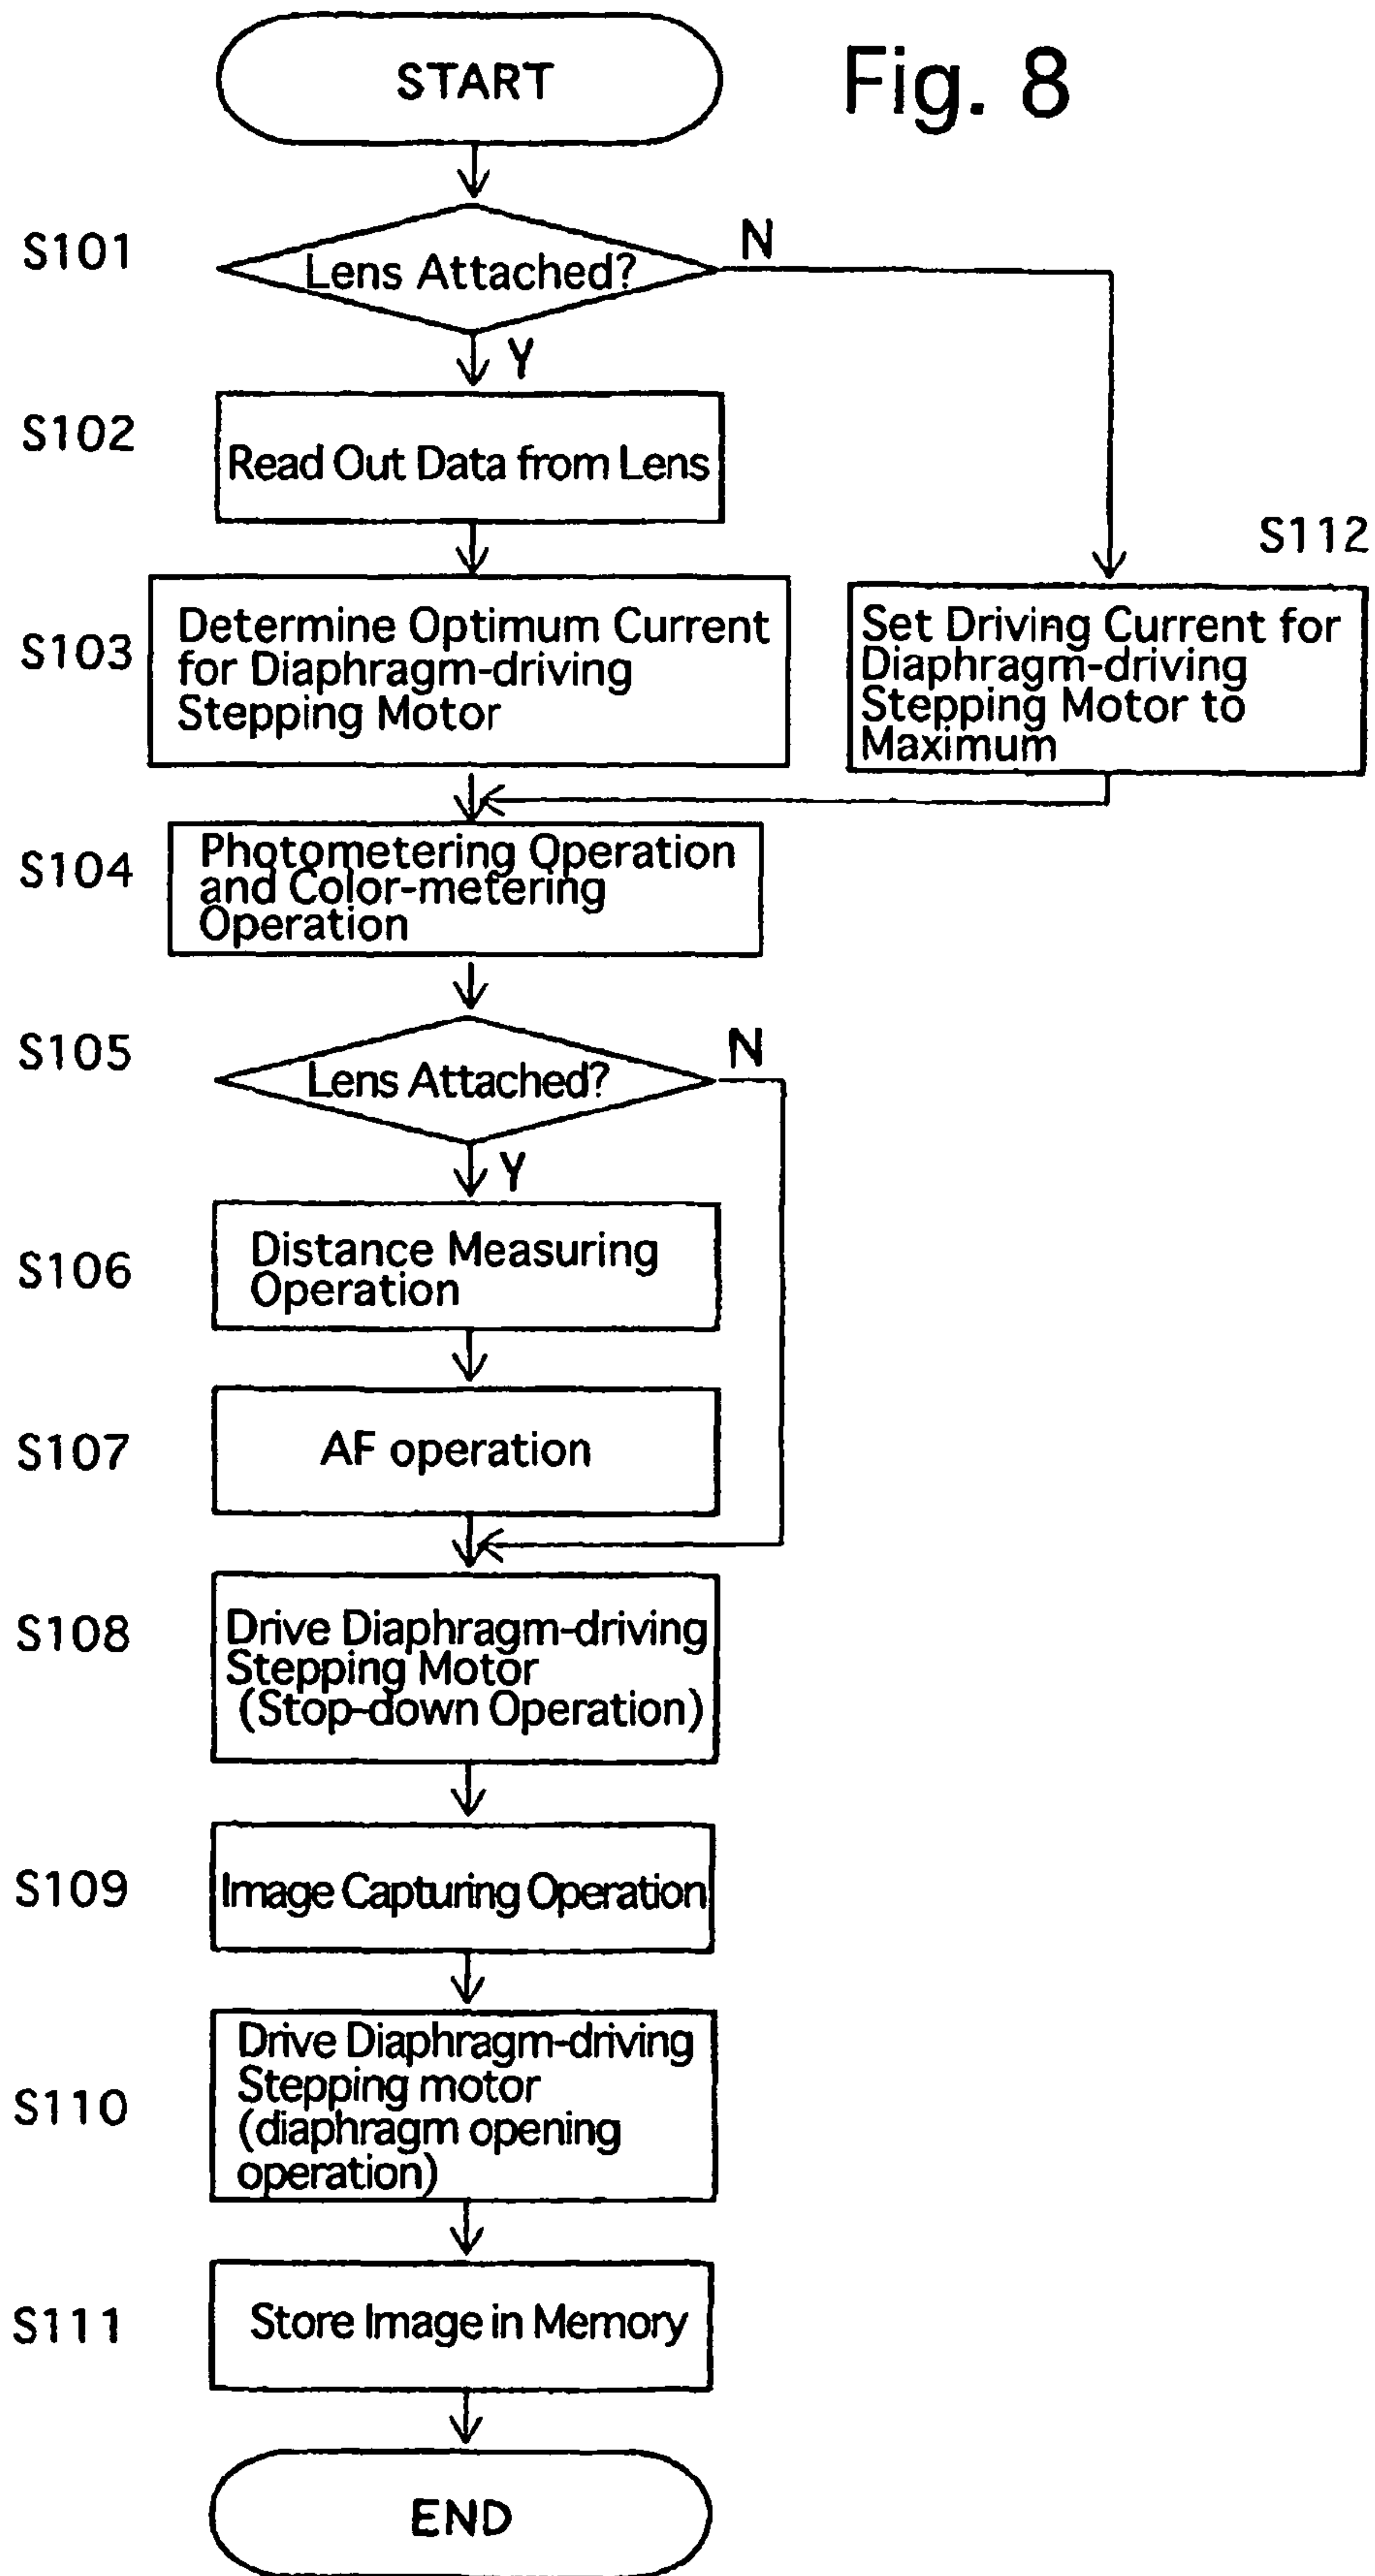 START
Fig. 8
S101
Lens Attached?
N
Y
S102
Read Out Data from Lens
S103
Determine Optimum Current
for Diaphragm-driving
Stepping Motor
S112
Set Driving Current for
Diaphragm-driving
Stepping Motor to
Maximum
S104
Photometering Operation
and Color-metering
Operation
S105
Lens Attached?
N
Y
S106
Distance Measuring
Operation
S107
AF operation
S108
Drive Diaphragm-driving
Stepping Motor
(Stop-down Operation)
S109
Image Capturing Operation
S110
Drive Diaphragm-driving
Stepping motor
(diaphragm opening
operation)
S111
Store Image in Memory
END